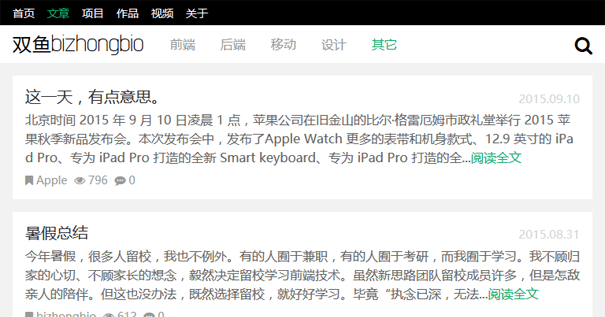 首页 文章 项目 作品 视频 关于
双鱼bizhongbio 前端 后端 移动 设计 其它
这一天，有点意思。 2015.09.10
北京时间 2015 年 9 月 10 日凌晨 1 点，苹果公司在旧金山的比尔·格雷厄姆市政礼堂举行 2015 苹
果秋季新品发布会。本次发布会中，发布了Apple Watch 更多的表带和机身款式、12.9 英寸的 iPa
d Pro、专为 iPad Pro 打造的全新 Smart keyboard、专为 iPad Pro 打造的全...阅读全文
Apple 796 0
暑假总结 2015.08.31
今年暑假，很多人留校，我也不例外。有的人囿于兼职，有的人囿于考研，而我囿于学习。我不顾归
家的心切、不顾家长的想念，毅然决定留校学习前端技术。虽然新思路团队留校成员许多，但是怎敌
亲人的陪伴。但这也没办法，既然选择留校，就好好学习。毕竟“执念已深，无法...阅读全文
bizhongbio 612 0